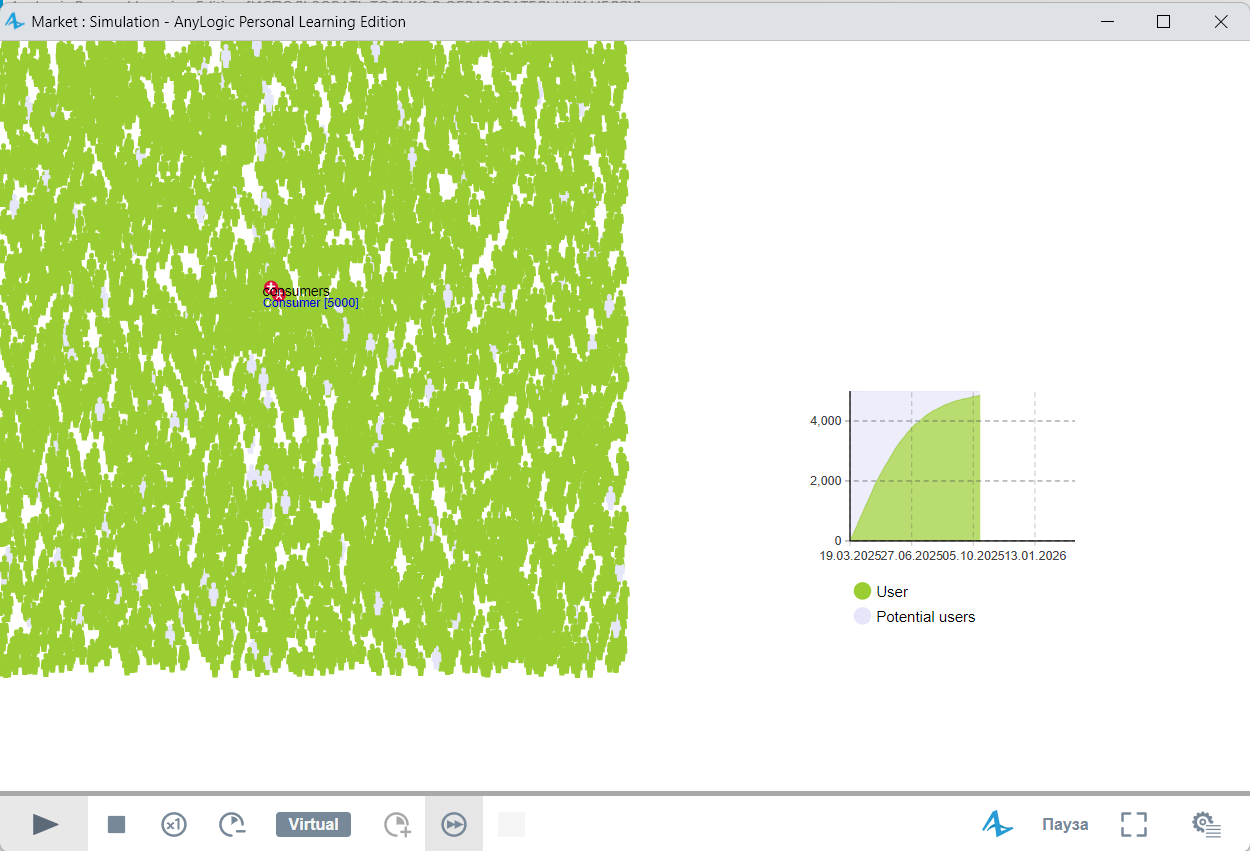 Market : Simulation - AnyLogic Personal Learning Edition
consumers
Consumer [5000]
4,000
2,000
0
19.03.2025 27.06.2025 05.10.2025 13.01.2026
User
Potential users
x1
Virtual
Пауза